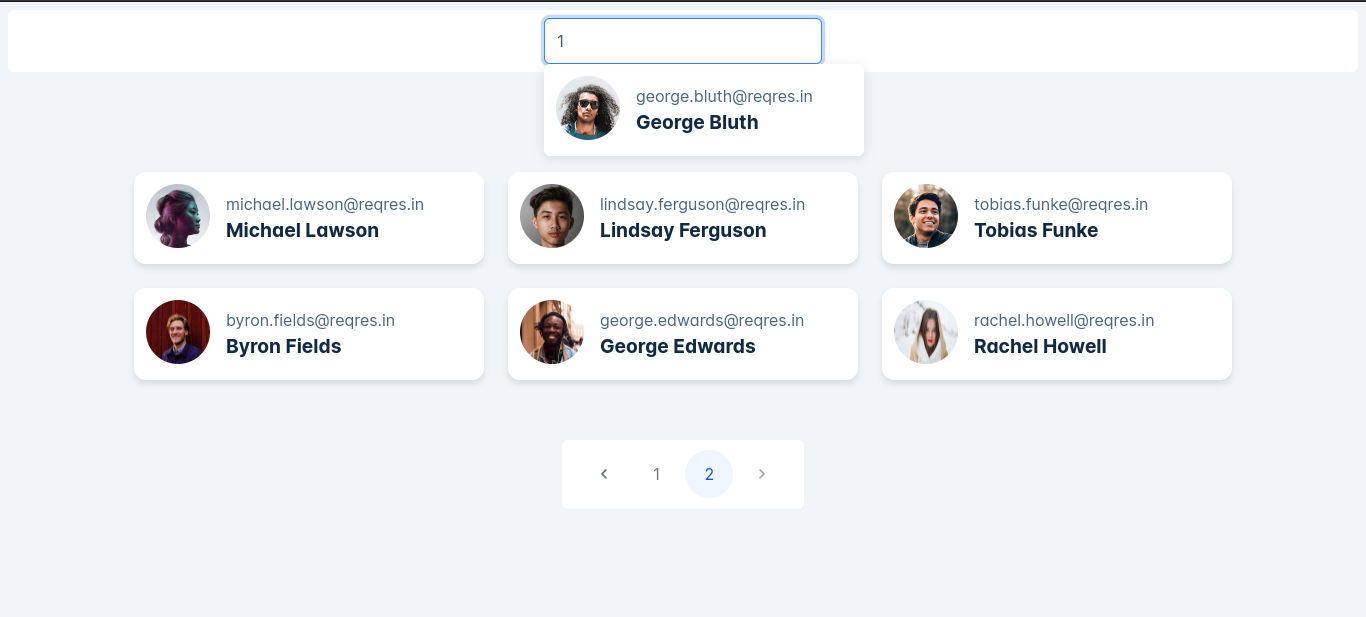 1
george.bluth@reqres.in
George Bluth
michael.lawson@reqres.in
Michael Lawson
lindsay.ferguson@reqres.in
Lindsay Ferguson
tobias.funke@reqres.in
Tobias Funke
byron.fields@reqres.in
Byron Fields
george.edwards@reqres.in
George Edwards
rachel.howell@reqres.in
Rachel Howell
1 2